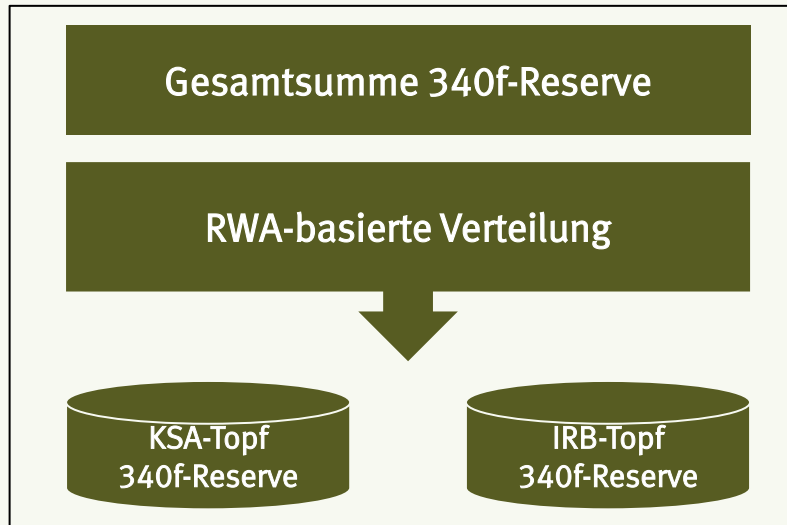 Gesamtsumme 340f-Reserve
RWA-basierte Verteilung
KSA-Topf
340f-Reserve
IRB-Topf
340f-Reserve